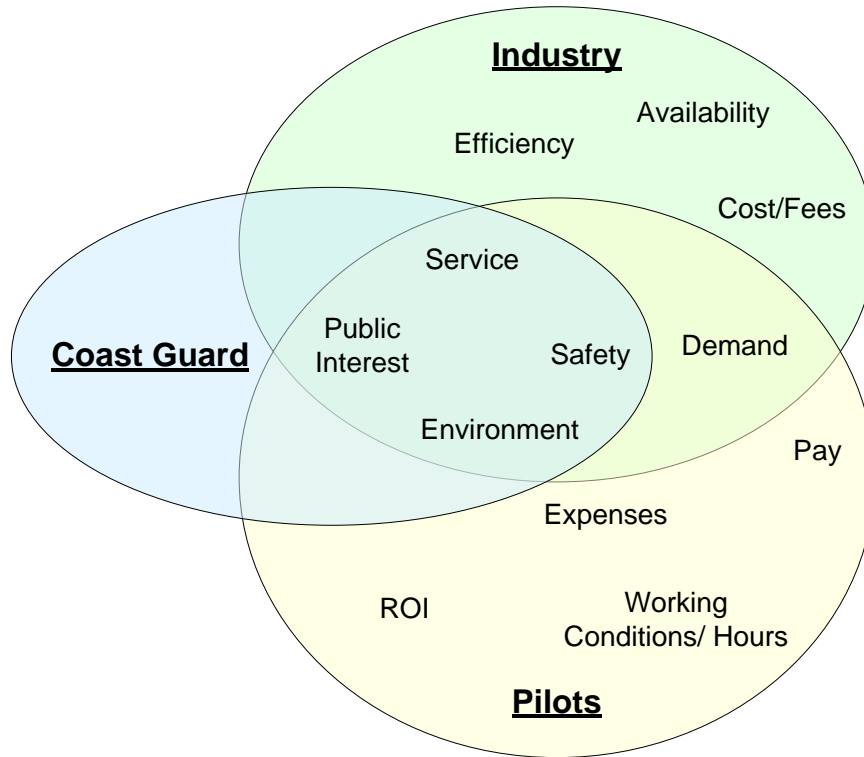 Industry
Availability
Efficiency
Cost/Fees
Service
Public
Interest
Coast Guard
Safety
Demand
Environment
Pay
Expenses
ROI
Working
Conditions/ Hours
Pilots